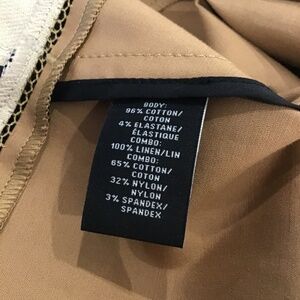 BODY:
96% COTTON/
COTON
4% ELASTANE/
ÉLASTIQUE
COMBO:
100% LINEN/LIN
COMBO:
65% COTTON/
COTON
32% NYLON/
NYLON
3% SPANDEX/
SPANDEX